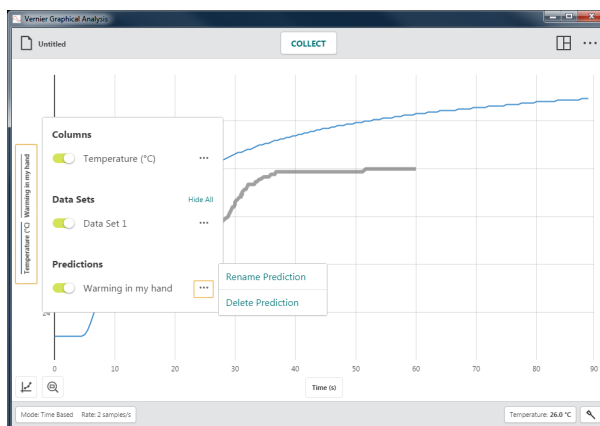 Vernier Graphical Analysis
Untitled
COLLECT
Temperature (°C) Warming in my hand
Columns
Temperature (°C)
Data Sets
Hide All
Data Set 1
Predictions
Warming in my hand
Rename Prediction
Delete Prediction
24
0 10 20 30 40 50 60 70 80 90
Time (s)
Mode: Time Based Rate: 2 samples/s
Temperature: 26.0 °C